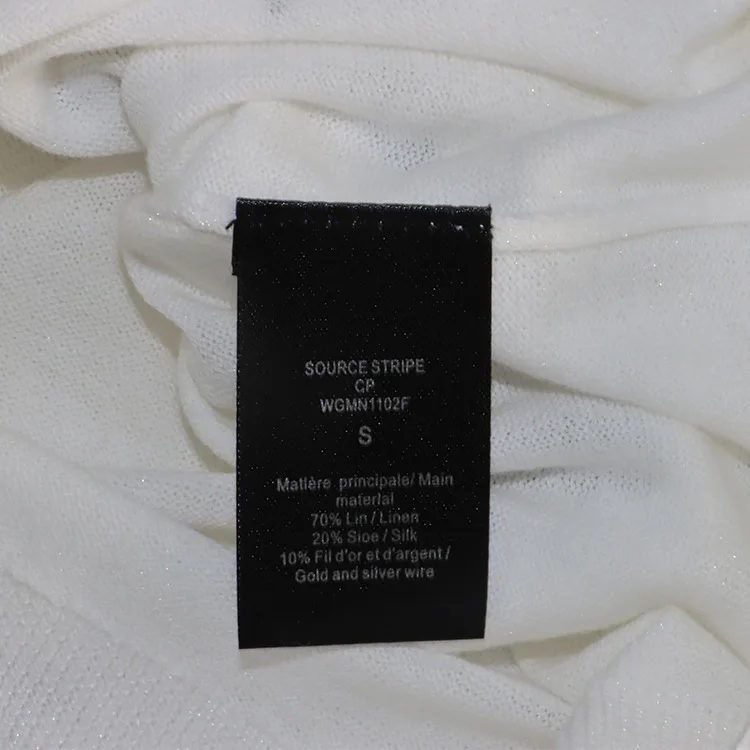 SOURCE STRIPE
CP
WGMN1102F
S
Matière principale/ Main
material
70% Lin / Linen
20% Sioe / Silk
10% Fil d'or et d'argent /
Gold and silver wire